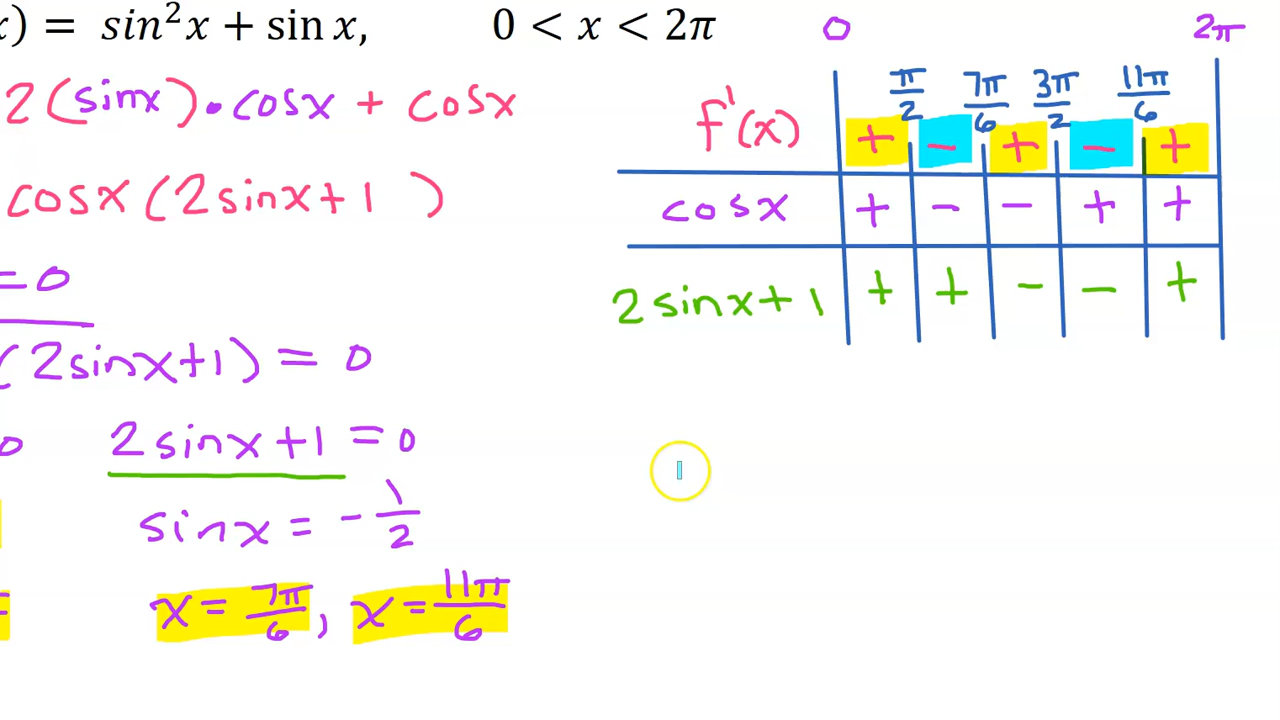 x) = sin²x + sin x, 0 < x < 2π
2(sinx)·cosx + cosx
cosx(2sinx+1)
=0
(2sinx+1) = 0
0 2sinx+1 = 0
sinx = -1/2
= x = 7π/6, x = 11π/6
0 2π
π/2 7π/6 3π/2 11π/6
f'(x) + - + - +
cosx + - - + +
2sinx+1 + + - - +